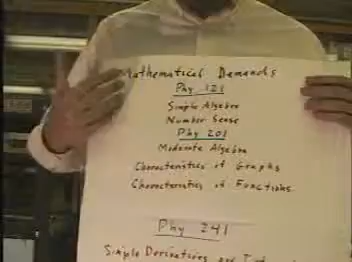 Mathematical Demands
Phy 121
Simple Algebra
Number Sense
Phy 201
Moderate Algebra
Characteristics of Graphs
Characteristics of Functions
Phy 241
Simple Derivatives and